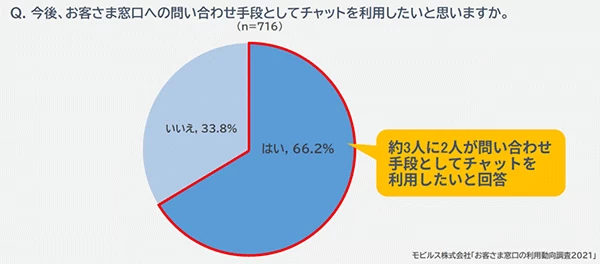 Q. 今後、お客さま窓口への問い合わせ手段としてチャットを利用したいと思いますか。
(n=716)
いいえ, 33.8%
はい, 66.2%
約3人に2人が問い合わせ
手段としてチャットを
利用したいと回答
モビルス株式会社「お客さま窓口の利用動向調査2021」